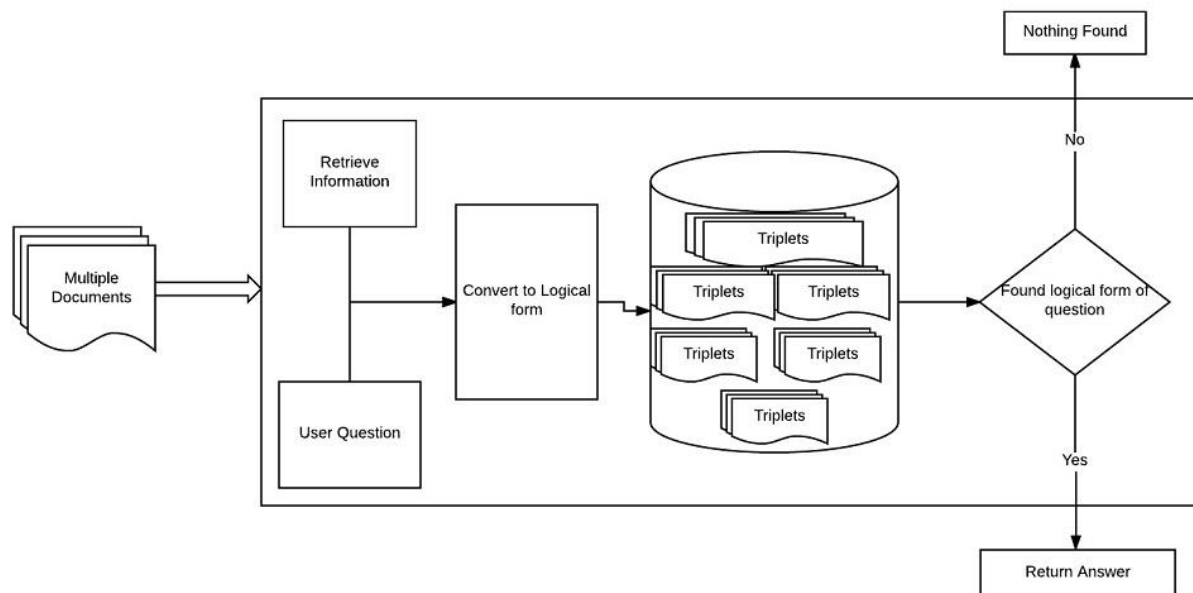 Nothing Found
No
Retrieve
Information
Multiple
Documents
Convert to Logical
form
User Question
Triplets
Triplets
Triplets
Triplets
Triplets
Triplets
Found logical form of
question
Yes
Return Answer